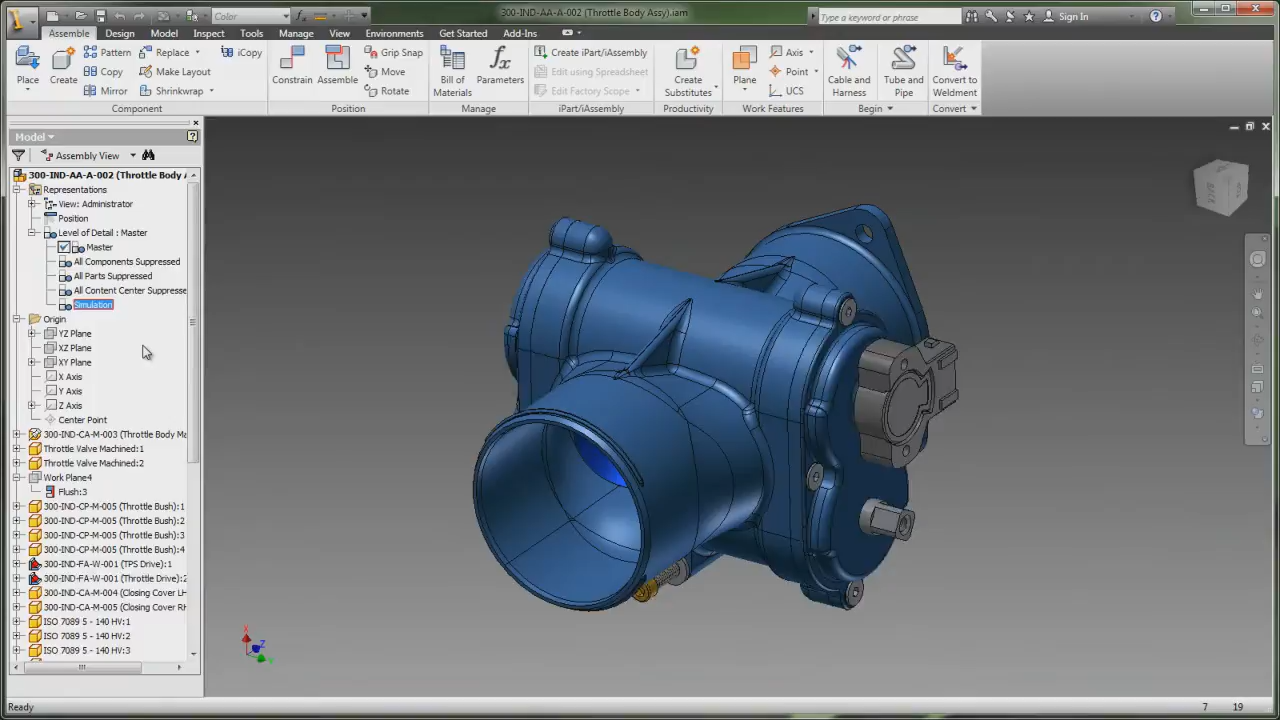 Color
300-IND-AA-A-002 (Throttle Body Assy).iam
Type a keyword or phrase
Sign In
Assemble
Design
Model
Inspect
Tools
Manage
View
Environments
Get Started
Add-Ins
Place
Create
Pattern
Copy
Mirror
Replace
Make Layout
Shrinkwrap
iCopy
Component
Constrain
Assemble
Grip Snap
Move
Rotate
Position
Bill of
Materials
Parameters
Manage
Create iPart/iAssembly
Edit using Spreadsheet
Edit Factory Scope
iPart/iAssembly
Create
Substitutes
Productivity
Plane
Axis
Point
UCS
Work Features
Cable and
Harness
Tube and
Pipe
Begin
Convert to
Weldment
Convert
Model
Assembly View
300-IND-AA-A-002 (Throttle Body
Representations
View: Administrator
Position
Level of Detail : Master
Master
All Components Suppressed
All Parts Suppressed
All Content Center Suppresse
Simulation
Origin
YZ Plane
XZ Plane
XY Plane
X Axis
Y Axis
Z Axis
Center Point
300-IND-CA-M-003 (Throttle Body Ma
Throttle Valve Machined:1
Throttle Valve Machined:2
Work Plane4
Flush:3
300-IND-CP-M-005 (Throttle Bush):1
300-IND-CP-M-005 (Throttle Bush):2
300-IND-CP-M-005 (Throttle Bush):3
300-IND-CP-M-005 (Throttle Bush):4
300-IND-FA-W-001 (TPS Drive):1
300-IND-FA-W-001 (Throttle Drive):2
300-IND-CA-M-004 (Closing Cover LH
300-IND-CA-M-005 (Closing Cover RH
ISO 7089 5 - 140 HV:1
ISO 7089 5 - 140 HV:2
ISO 7089 5 - 140 HV:3
BACK
X
Z
Y
Ready
7
19